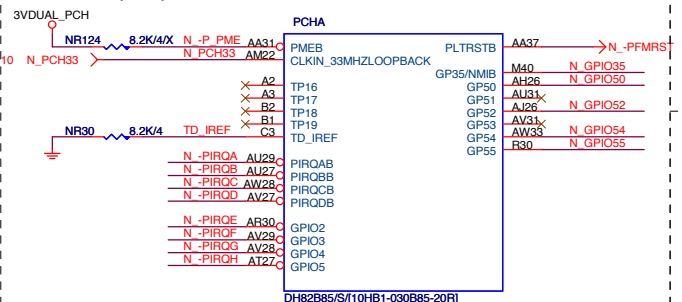 3VDUAL_PCH
PCHA
NR124 8.2K/4/X N_-P_PME AA31 PMEB PLTRSTB AA37 N_-PFMRST
10 N_PCH33 N_PCH33 AM22 CLKIN_33MHZLOOPBACK
GP35/NMIB M40 N_GPIO35
A2 TP16 GP50 AH26 N_GPIO50
A3 TP17 GP51 AU31
B2 TP18 GP52 AJ26 N_GPIO52
B1 TP19 GP53 AV31
NR30 8.2K/4 TD_IREF C3 TD_IREF GP54 AW33 N_GPIO54
GP55 R30 N_GPIO55
N_-PIRQA AU29 PIRQAB
N_-PIRQB AU27 PIRQBB
N_-PIRQC AW28 PIRQCB
N_-PIRQD AV27 PIRQDB
N_-PIRQE AR30 GPIO2
N_-PIRQF AV29 GPIO3
N_-PIRQG AV28 GPIO4
N_-PIRQH AT27 GPIO5
DH82B85/S/[10HB1-030B85-20R]